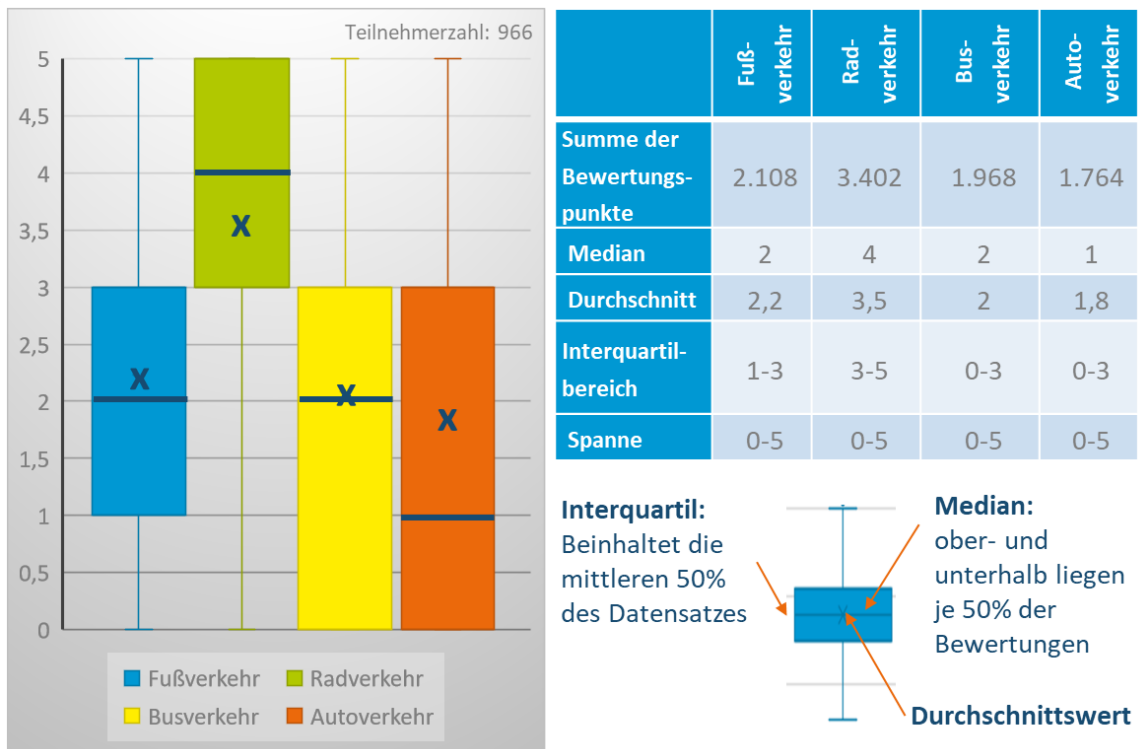 Teilnehmerzahl: 966
5
4,5
4
3,5
3
2,5
2
1,5
1
0,5
0
X
X
X
X
Fußverkehr
Radverkehr
Busverkehr
Autoverkehr
Fuß-
verkehr
Rad-
verkehr
Bus-
verkehr
Auto-
verkehr
Summe der
Bewertungs-
punkte
2.108 3.402 1.968 1.764
Median 2 4 2 1
Durchschnitt 2,2 3,5 2 1,8
Interquartil-
bereich
1-3 3-5 0-3 0-3
Spanne 0-5 0-5 0-5 0-5
Interquartil:
Beinhaltet die
mittleren 50%
des Datensatzes
X
Median:
ober- und
unterhalb liegen
je 50% der
Bewertungen
Durchschnittswert